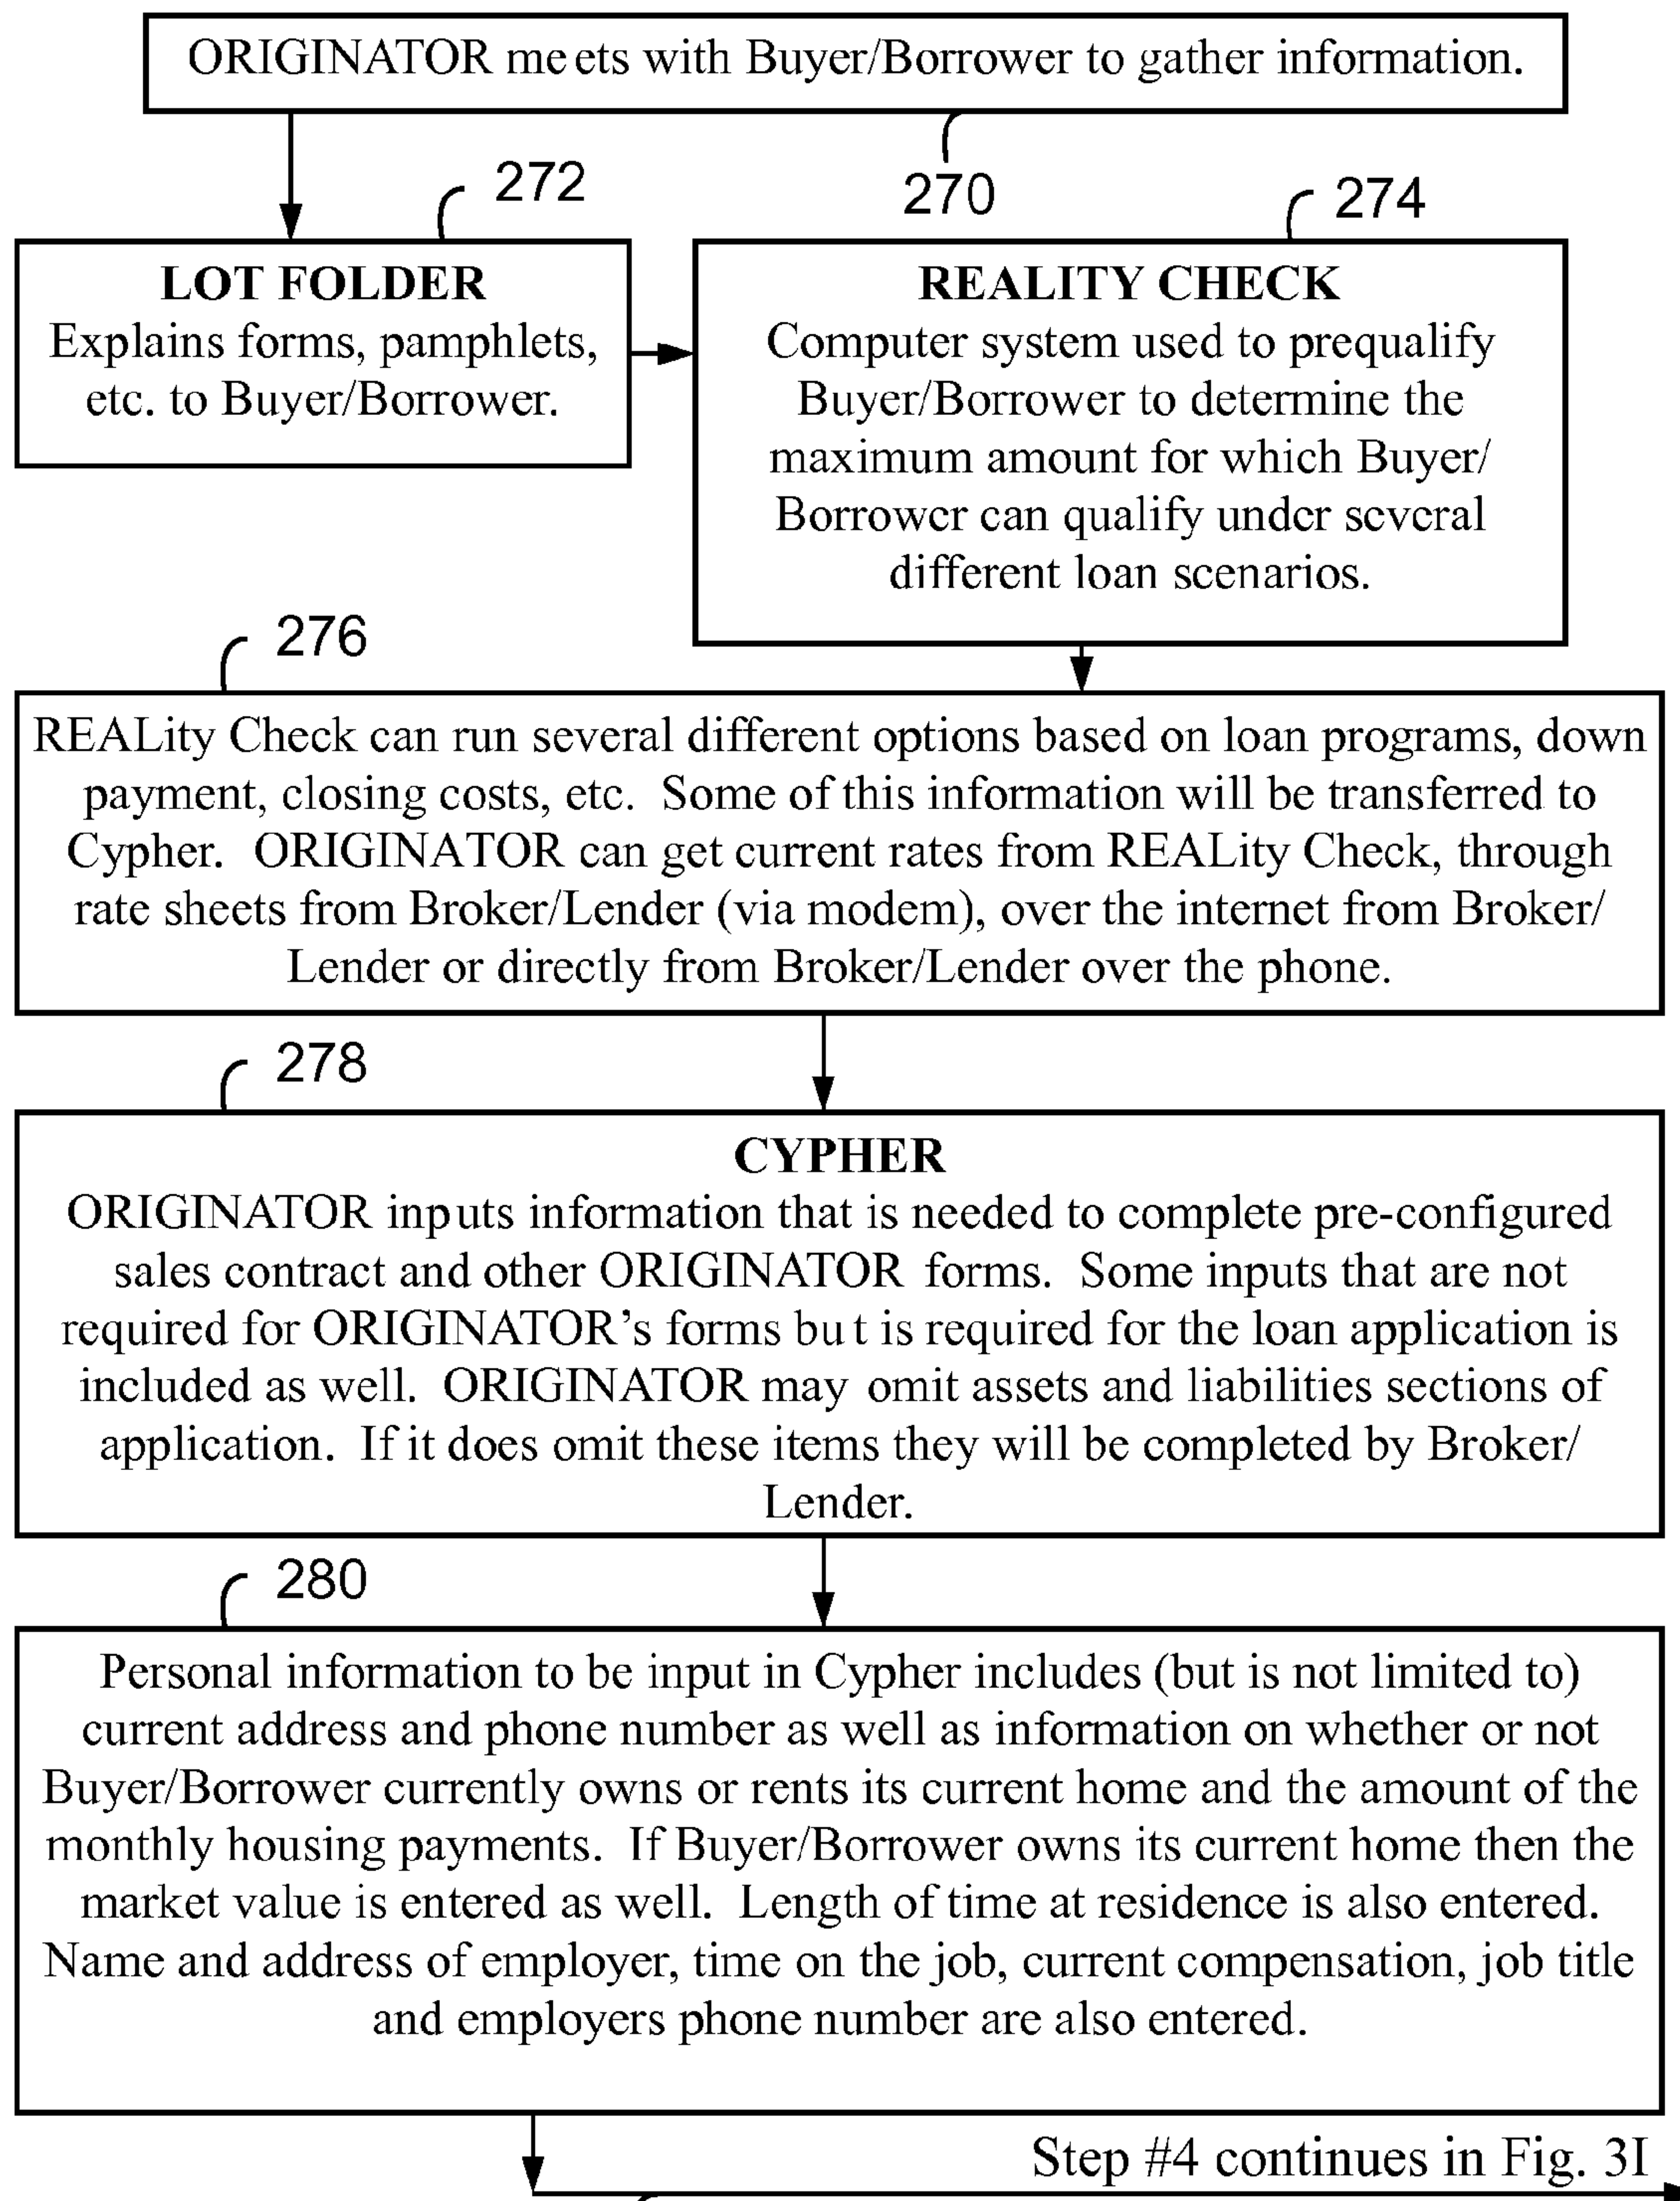 ORIGINATOR meets with Buyer/Borrower to gather information.
272
270
274
LOT FOLDER
Explains forms, pamphlets,
etc. to Buyer/Borrower.
REALITY CHECK
Computer system used to prequalify
Buyer/Borrower to determine the
maximum amount for which Buyer/
Borrower can qualify under several
different loan scenarios.
276
REALity Check can run several different options based on loan programs, down
payment, closing costs, etc. Some of this information will be transferred to
Cypher. ORIGINATOR can get current rates from REALity Check, through
rate sheets from Broker/Lender (via modem), over the internet from Broker/
Lender or directly from Broker/Lender over the phone.
278
CYPHER
ORIGINATOR inputs information that is needed to complete pre-configured
sales contract and other ORIGINATOR forms. Some inputs that are not
required for ORIGINATOR's forms but is required for the loan application is
included as well. ORIGINATOR may omit assets and liabilities sections of
application. If it does omit these items they will be completed by Broker/
Lender.
280
Personal information to be input in Cypher includes (but is not limited to)
current address and phone number as well as information on whether or not
Buyer/Borrower currently owns or rents its current home and the amount of the
monthly housing payments. If Buyer/Borrower owns its current home then the
market value is entered as well. Length of time at residence is also entered.
Name and address of employer, time on the job, current compensation, job title
and employers phone number are also entered.
Step #4 continues in Fig. 3I